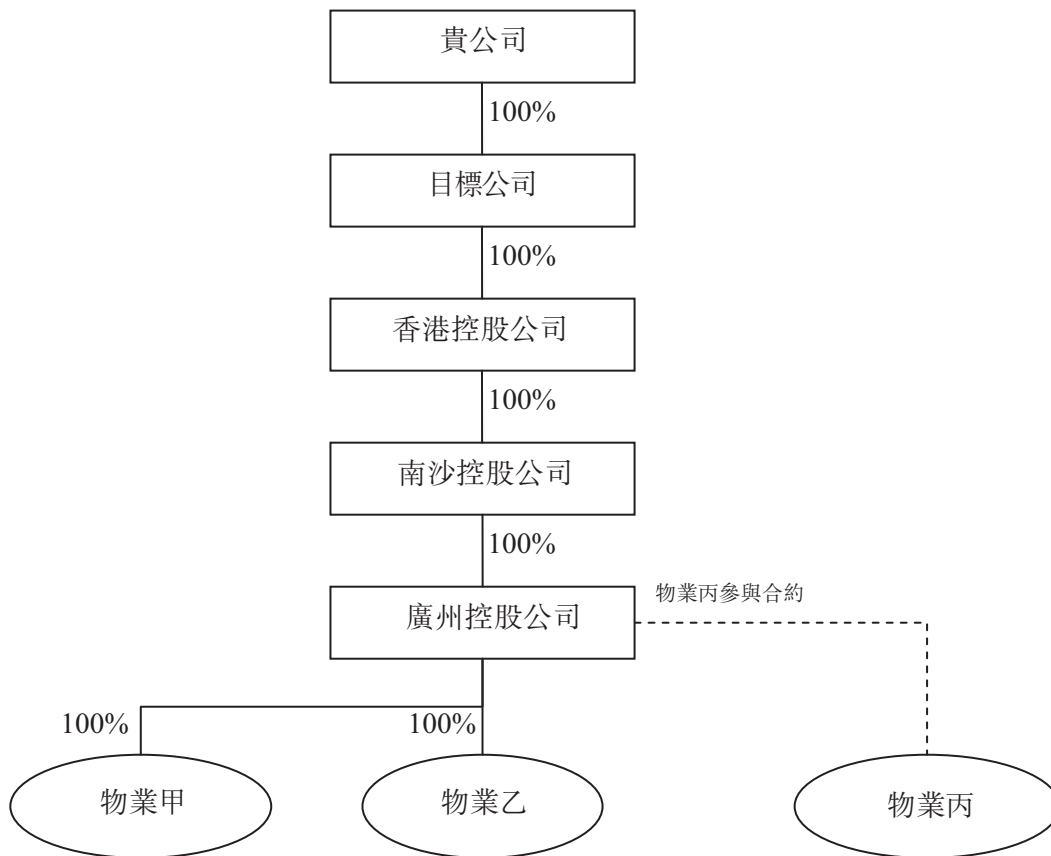 貴公司
100%
目標公司
100%
香港控股公司
100%
南沙控股公司
100%
廣州控股公司
物業丙參與合約
100%
100%
物業甲
物業乙
物業丙